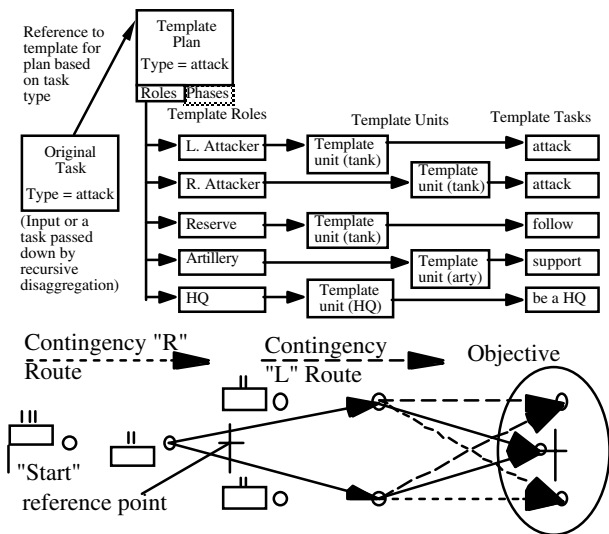 Reference to
template for
plan based
on task
type
Template
Plan
Type = attack
Roles
Phases
Template Roles
Template Units
Template Tasks
Original
Task
Type = attack
(Input or a
task passed
down by
recursive
disaggregation)
L. Attacker
Template
unit (tank)
attack
R. Attacker
Template
unit (tank)
attack
Reserve
Template
unit (tank)
follow
Artillery
Template
unit (arty)
support
HQ
Template
unit (HQ)
be a HQ
Contingency "R"
Route
Contingency
"L" Route
Objective
"Start"
reference point